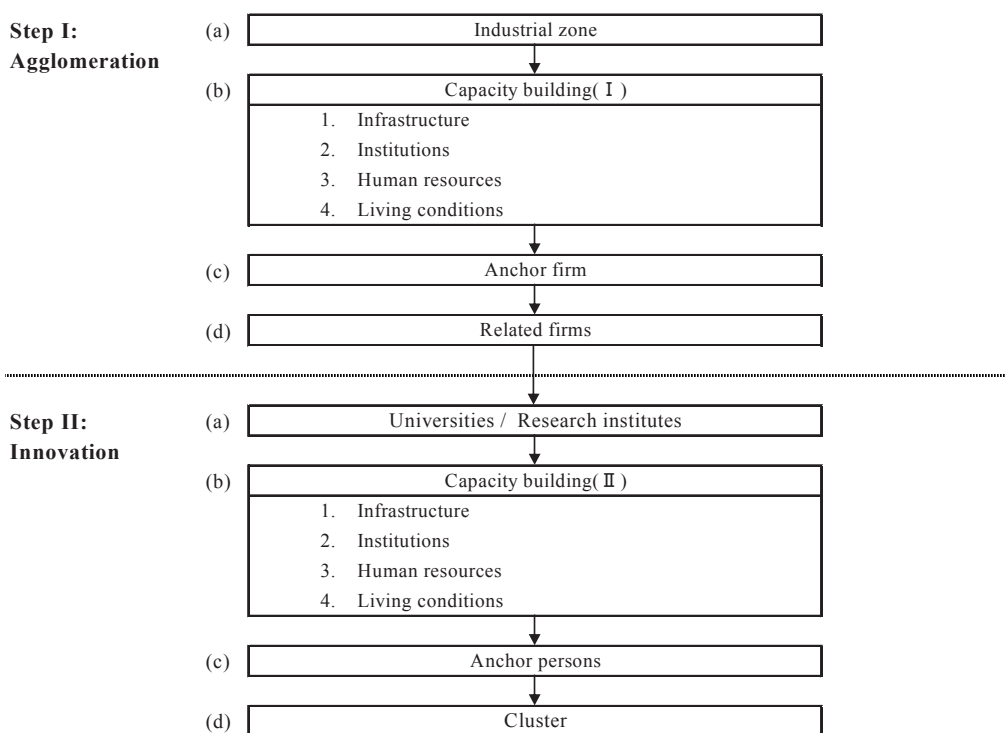 Step I:
Agglomeration
(a) Industrial zone
(b) Capacity building(Ⅰ)
1. Infrastructure
2. Institutions
3. Human resources
4. Living conditions
(c) Anchor firm
(d) Related firms
Step II:
Innovation
(a) Universities / Research institutes
(b) Capacity building(Ⅱ)
1. Infrastructure
2. Institutions
3. Human resources
4. Living conditions
(c) Anchor persons
(d) Cluster